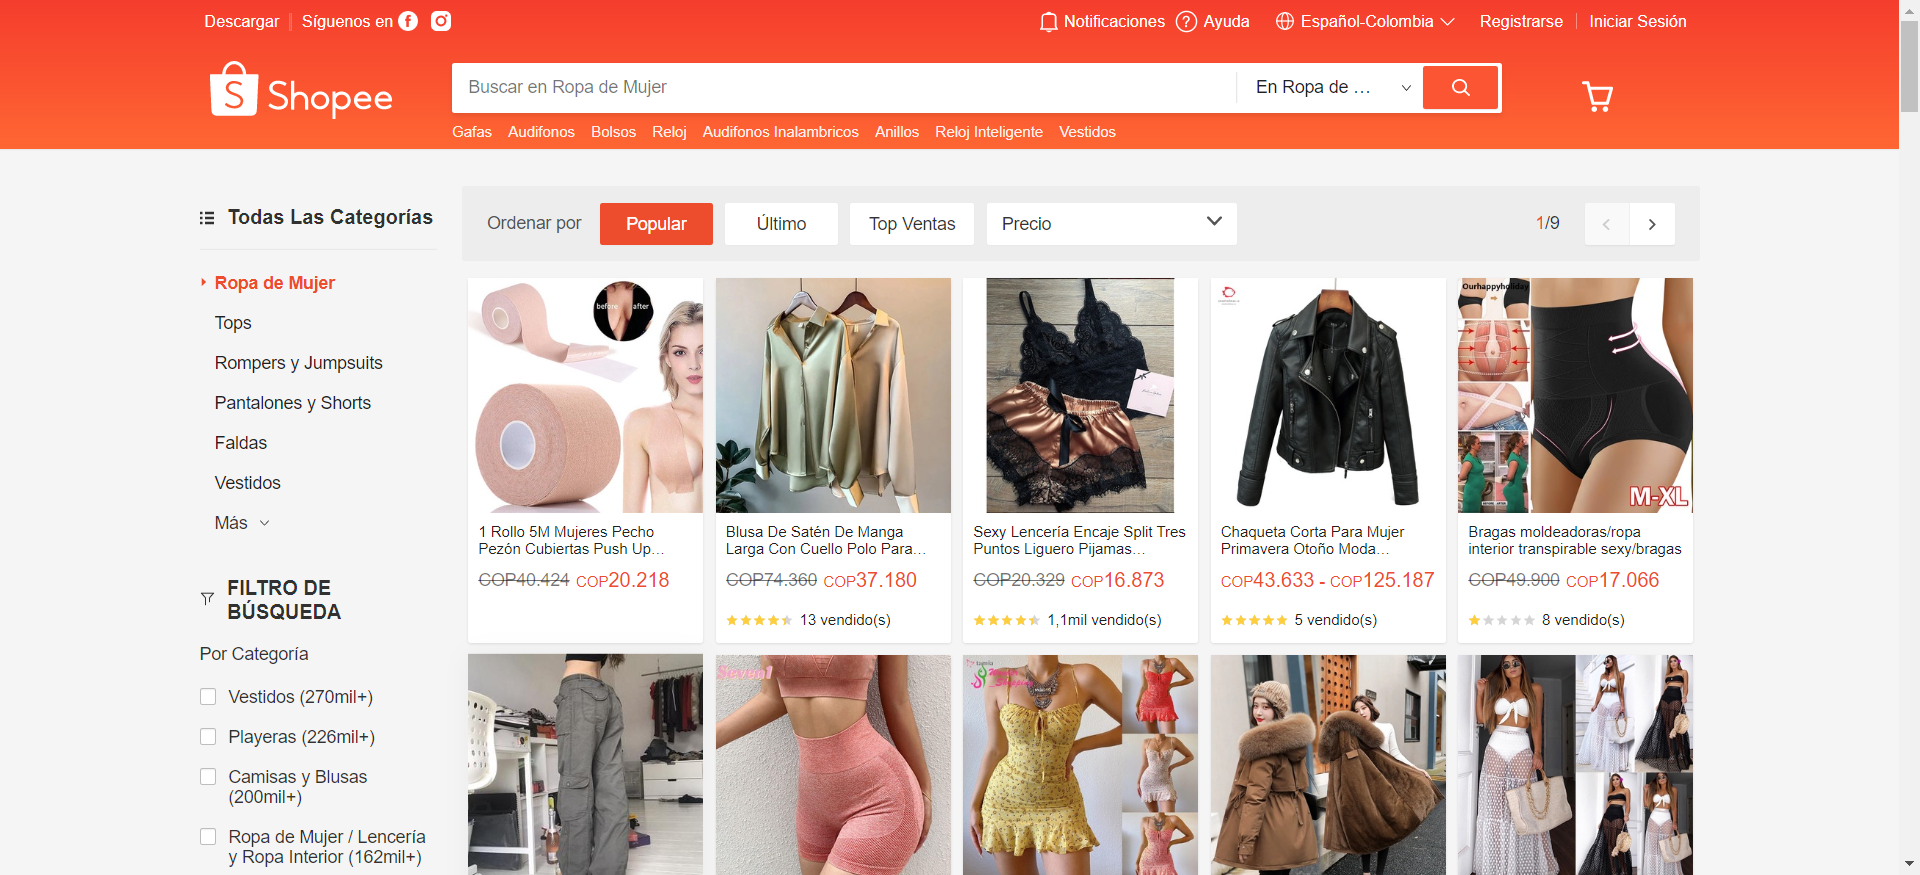 Descargar Síguenos en
Notificaciones Ayuda Español-Colombia Registrarse Iniciar Sesión
Shopee
Buscar en Ropa de Mujer
En Ropa de ...
Gafas Audifonos Bolsos Reloj Audifonos Inalambricos Anillos Reloj Inteligente Vestidos
Todas Las Categorías
Ropa de Mujer
Tops
Rompers y Jumpsuits
Pantalones y Shorts
Faldas
Vestidos
Más
FILTRO DE
BÚSQUEDA
Por Categoría
Vestidos (270mil+)
Playeras (226mil+)
Camisas y Blusas
(200mil+)
Ropa de Mujer / Lencería
y Ropa Interior (162mil+)
Ordenar por Popular Último Top Ventas Precio
1/9
before after
1 Rollo 5M Mujeres Pecho
Pezón Cubiertas Push Up...
COP40.424 COP20.218
Blusa De Satén De Manga
Larga Con Cuello Polo Para...
COP74.360 COP37.180
13 vendido(s)
Sexy Lencería Encaje Split Tres
Puntos Liguero Pijamas...
COP20.329 COP16.873
1,1mil vendido(s)
Chaqueta Corta Para Mujer
Primavera Otoño Moda...
COP43.633 - COP125.187
5 vendido(s)
Ourhappyholiday
M-XL
Bragas moldeadoras/ropa
interior transpirable sexy/bragas
COP49.900 COP17.066
8 vendido(s)